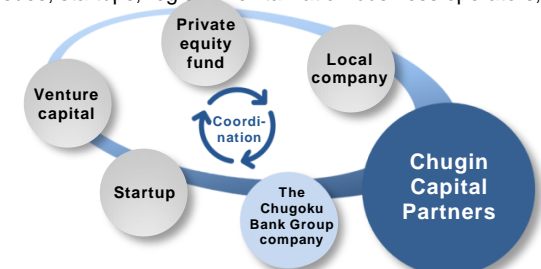 Private
equity
fund
Local
company
Venture
capital
Coordi-
nation
Startup
The
Chugoku
Bank Group
company
Chugin
Capital
Partners